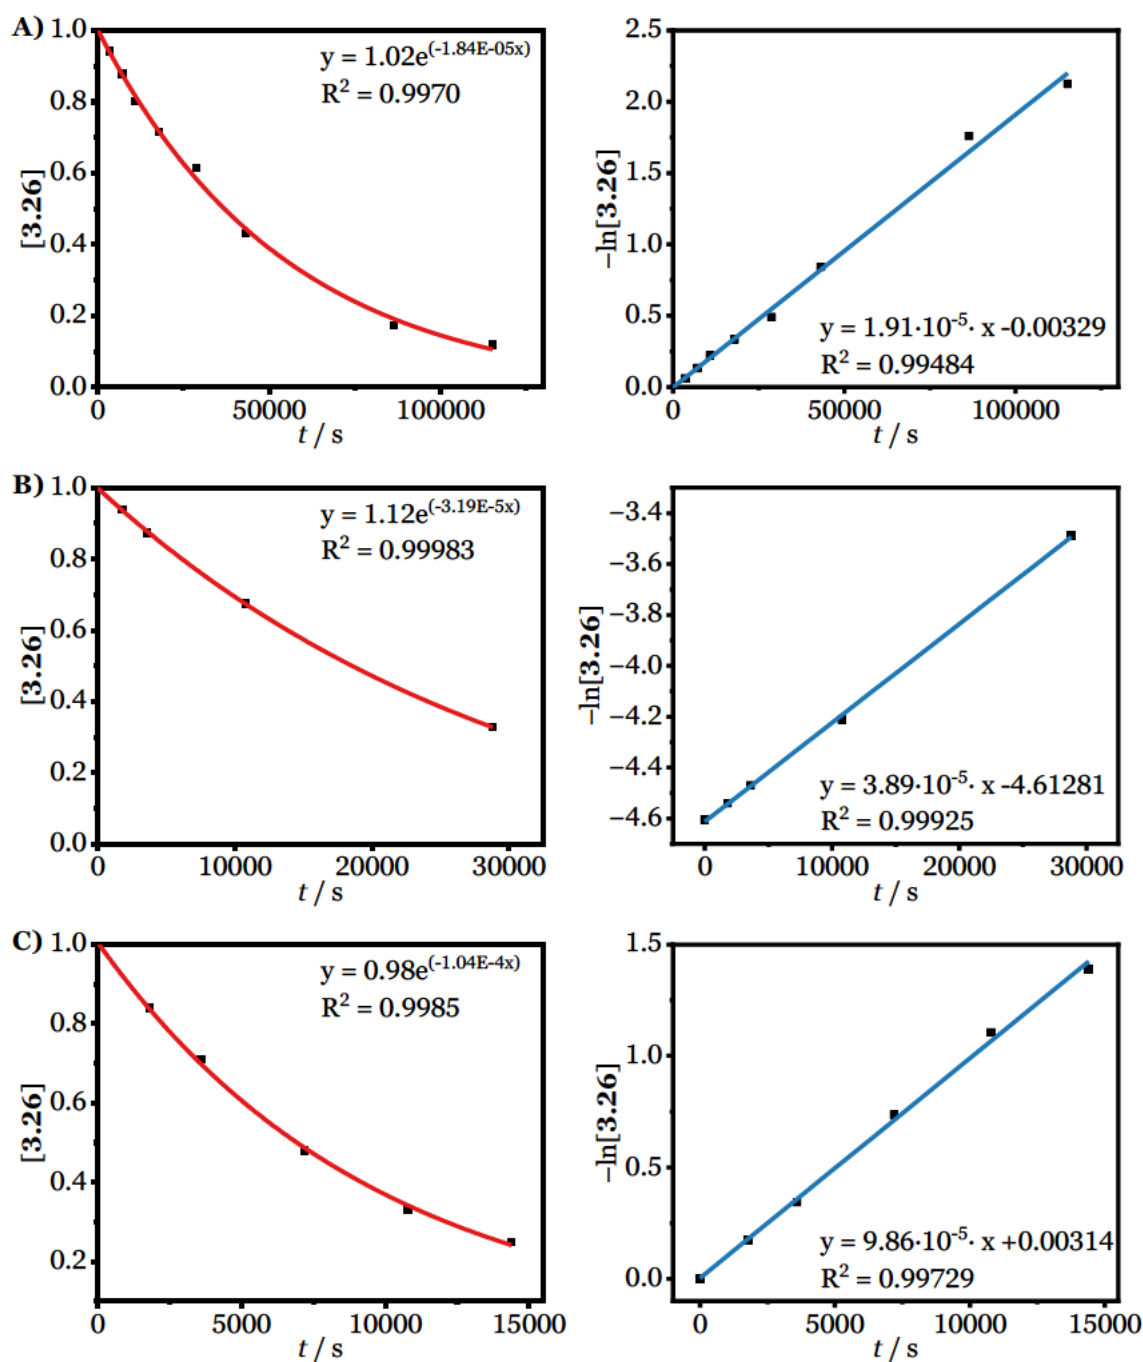 A)
y = 1.02e^(-1.84E-05x)
R² = 0.9970
[3.26]
1.0
0.8
0.6
0.4
0.2
0.0
0 50000 100000
t / s
−ln[3.26]
2.5
2.0
1.5
1.0
0.5
0.0
y = 1.91·10⁻⁵· x -0.00329
R² = 0.99484
0 50000 100000
t / s
B)
y = 1.12e^(-3.19E-5x)
R² = 0.99983
[3.26]
1.0
0.8
0.6
0.4
0.2
0.0
0 10000 20000 30000
t / s
−ln[3.26]
−3.4
−3.6
−3.8
−4.0
−4.2
−4.4
−4.6
y = 3.89·10⁻⁵· x -4.61281
R² = 0.99925
0 10000 20000 30000
t / s
C)
y = 0.98e^(-1.04E-4x)
R² = 0.9985
[3.26]
1.0
0.8
0.6
0.4
0.2
0 5000 10000 15000
t / s
−ln[3.26]
1.5
1.0
0.5
0.0
y = 9.86·10⁻⁵· x +0.00314
R² = 0.99729
0 5000 10000 15000
t / s